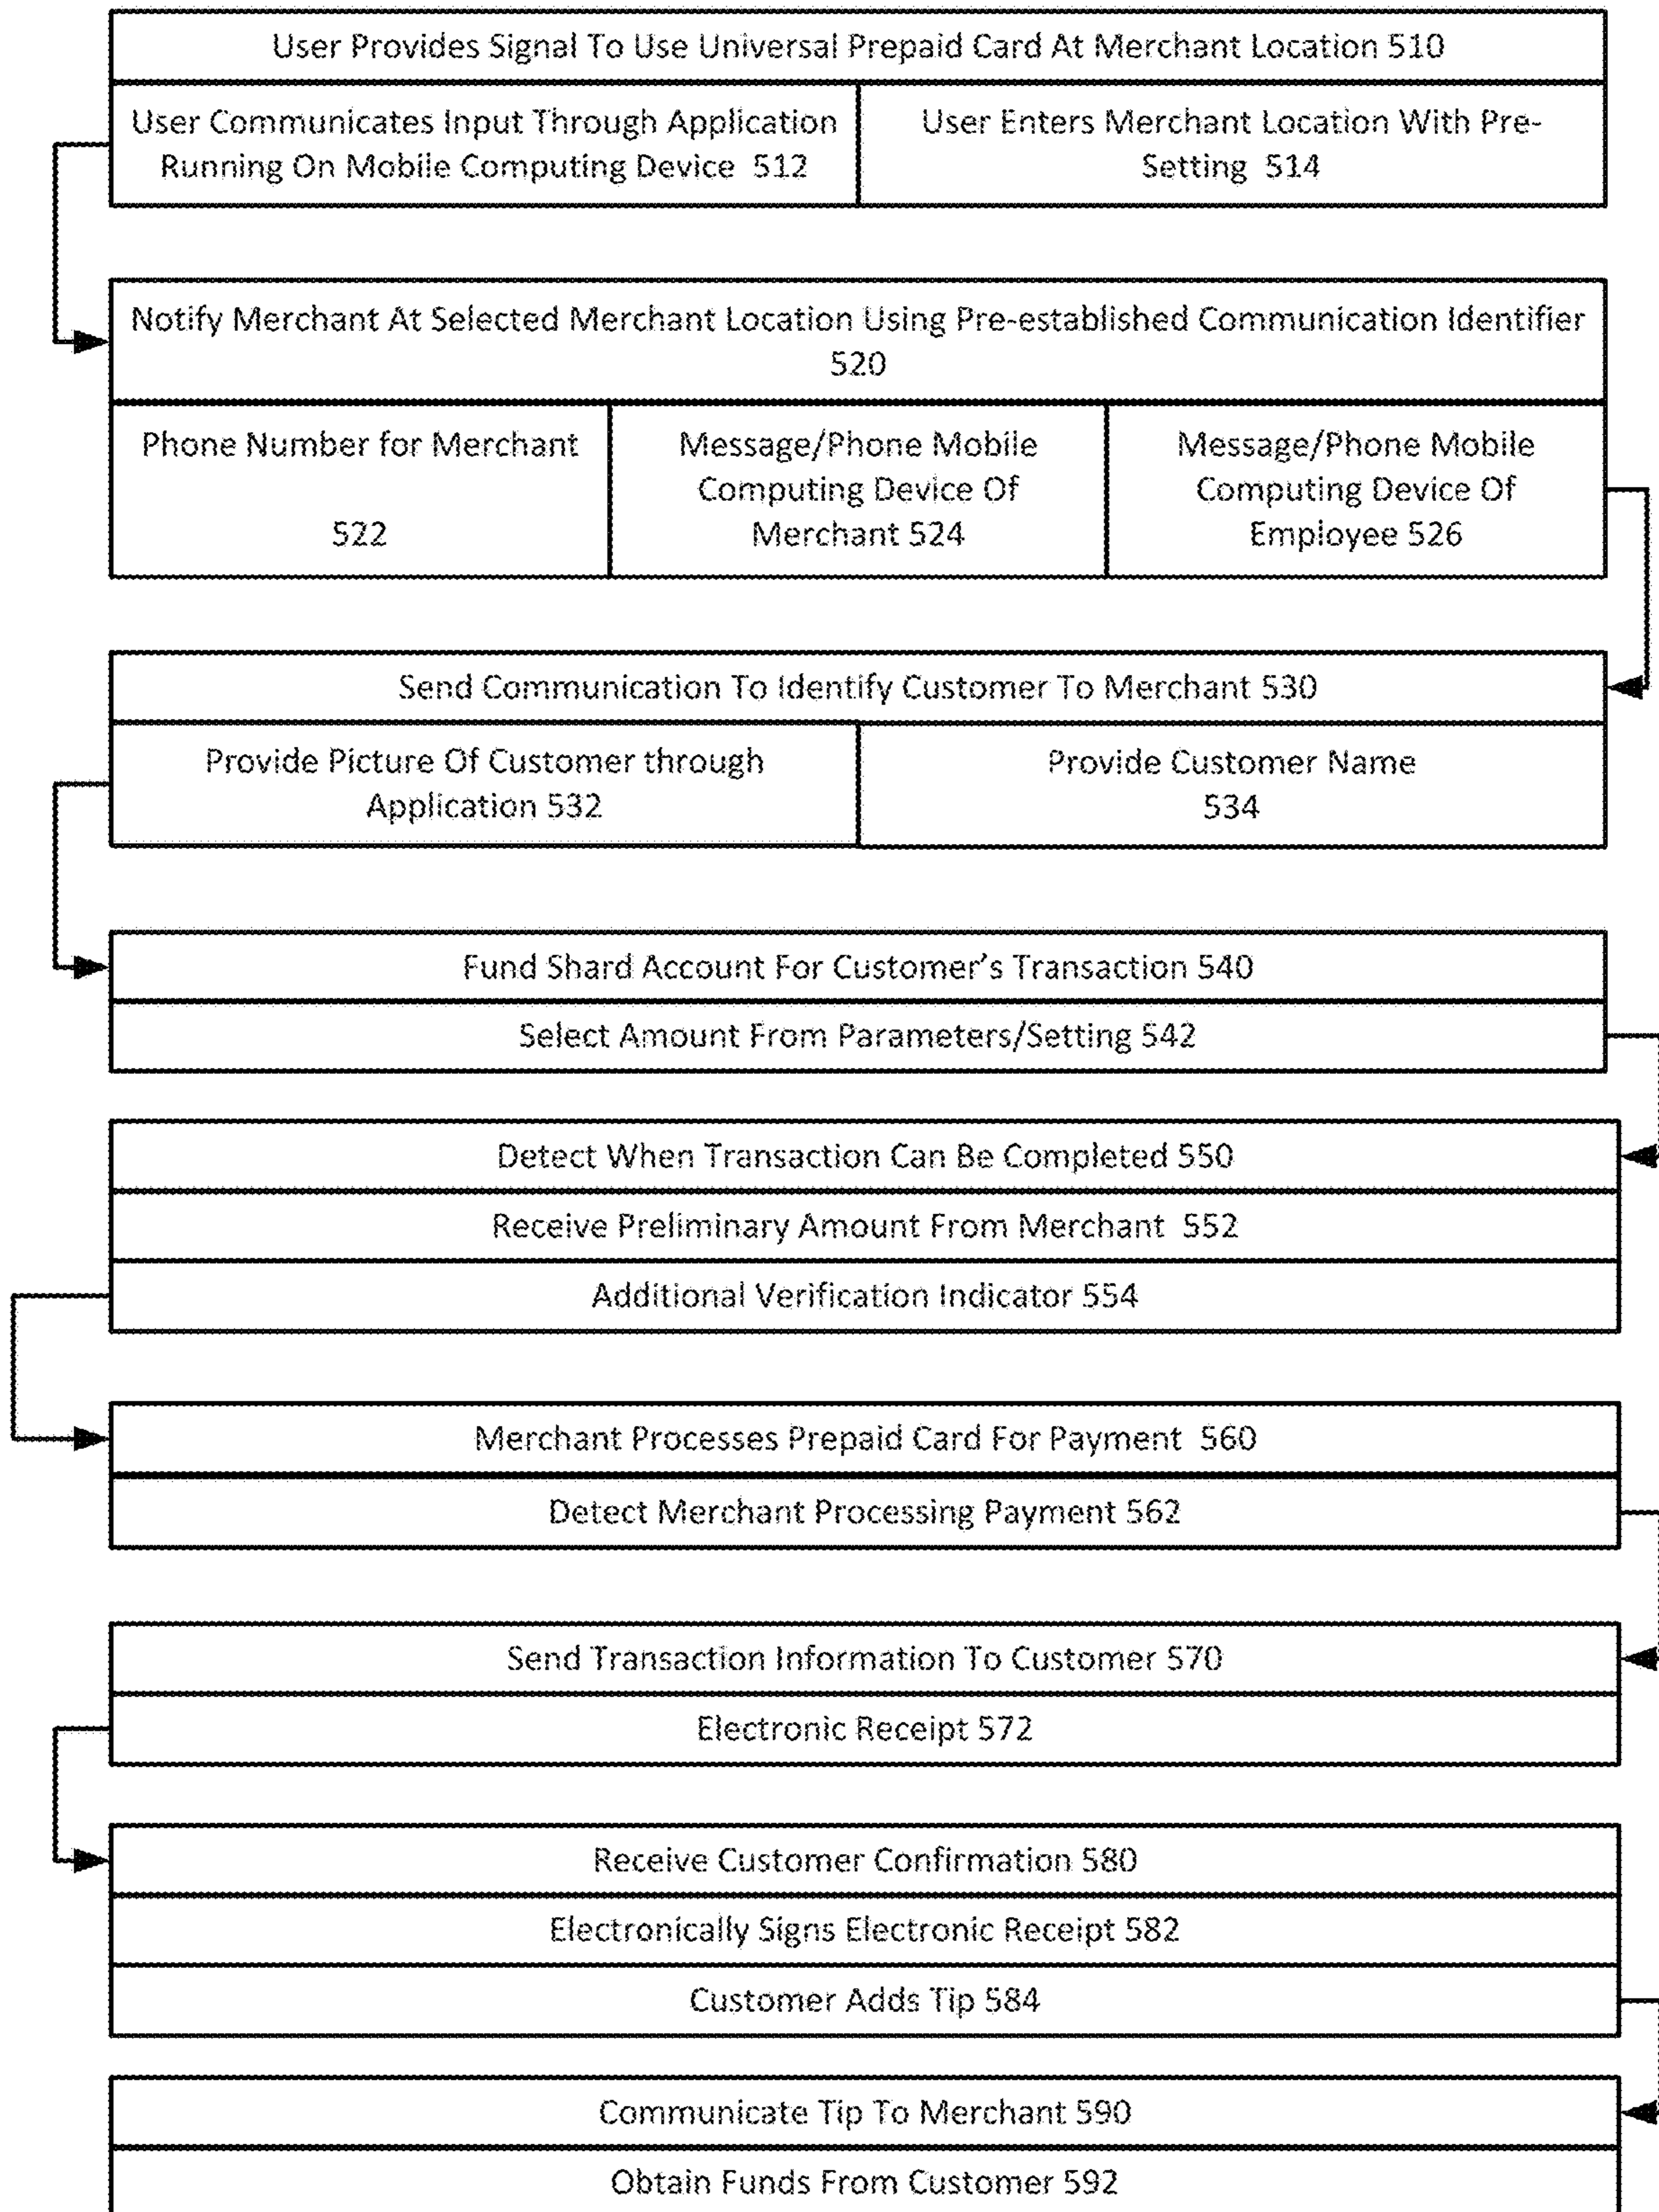 User Provides Signal To Use Universal Prepaid Card At Merchant Location 510
User Communicates Input Through Application
Running On Mobile Computing Device 512
User Enters Merchant Location With Pre-
Setting 514
Notify Merchant At Selected Merchant Location Using Pre-established Communication Identifier
520
Phone Number for Merchant
522
Message/Phone Mobile
Computing Device Of
Merchant 524
Message/Phone Mobile
Computing Device Of
Employee 526
Send Communication To Identify Customer To Merchant 530
Provide Picture Of Customer through
Application 532
Provide Customer Name
534
Fund Shard Account For Customer's Transaction 540
Select Amount From Parameters/Setting 542
Detect When Transaction Can Be Completed 550
Receive Preliminary Amount From Merchant 552
Additional Verification Indicator 554
Merchant Processes Prepaid Card For Payment 560
Detect Merchant Processing Payment 562
Send Transaction Information To Customer 570
Electronic Receipt 572
Receive Customer Confirmation 580
Electronically Signs Electronic Receipt 582
Customer Adds Tip 584
Communicate Tip To Merchant 590
Obtain Funds From Customer 592